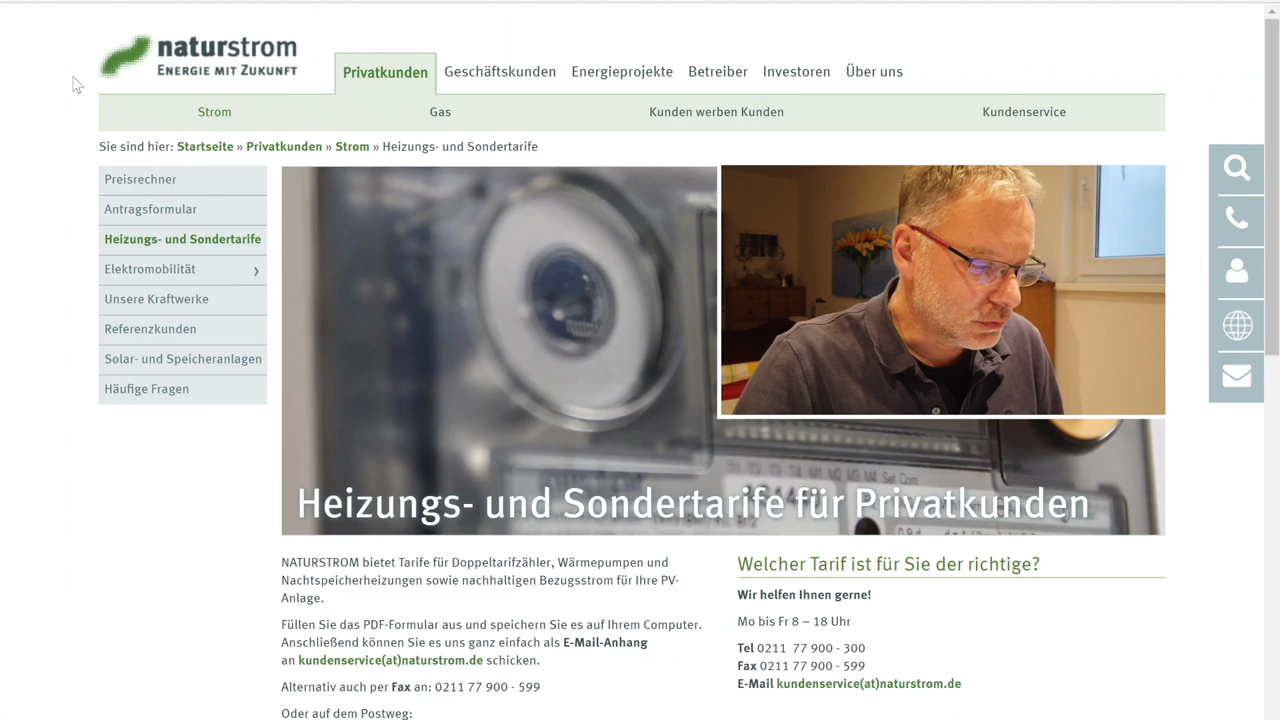 naturstrom
ENERGIE MIT ZUKUNFT
Privatkunden
Geschäftskunden
Energieprojekte
Betreiber
Investoren
Über uns
Strom
Gas
Kunden werben Kunden
Kundenservice
Sie sind hier: Startseite » Privatkunden » Strom » Heizungs- und Sondertarife
Preisrechner
Antragsformular
Heizungs- und Sondertarife
Elektromobilität
Unsere Kraftwerke
Referenzkunden
Solar- und Speicheranlagen
Häufige Fragen
Heizungs- und Sondertarife für Privatkunden
NATURSTROM bietet Tarife für Doppeltarifzähler, Wärmepumpen und
Nachtspeicherheizungen sowie nachhaltigen Bezugsstrom für Ihre PV-
Anlage.
Füllen Sie das PDF-Formular aus und speichern Sie es auf Ihrem Computer.
Anschließend können Sie es uns ganz einfach als E-Mail-Anhang
an kundenservice(at)naturstrom.de schicken.
Alternativ auch per Fax an: 0211 77 900 - 599
Oder auf dem Postweg:
Welcher Tarif ist für Sie der richtige?
Wir helfen Ihnen gerne!
Mo bis Fr 8 – 18 Uhr
Tel 0211 77 900 - 300
Fax 0211 77 900 - 599
E-Mail kundenservice(at)naturstrom.de